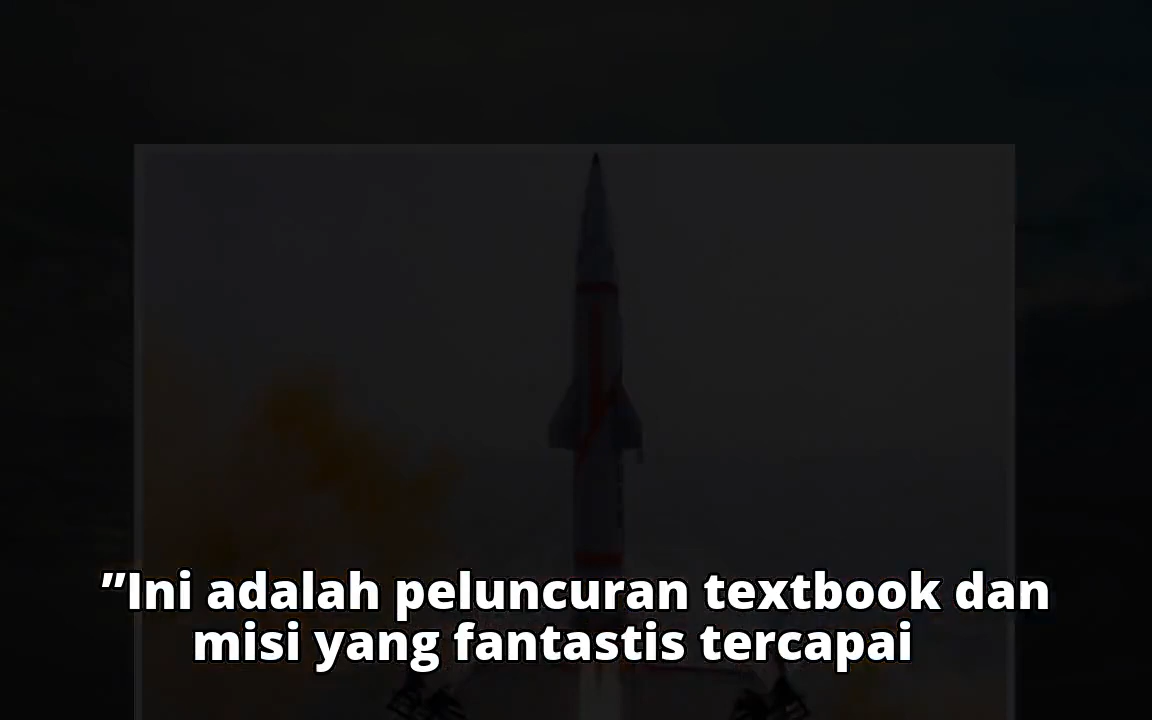 ”Ini adalah peluncuran textbook dan
misi yang fantastis tercapai